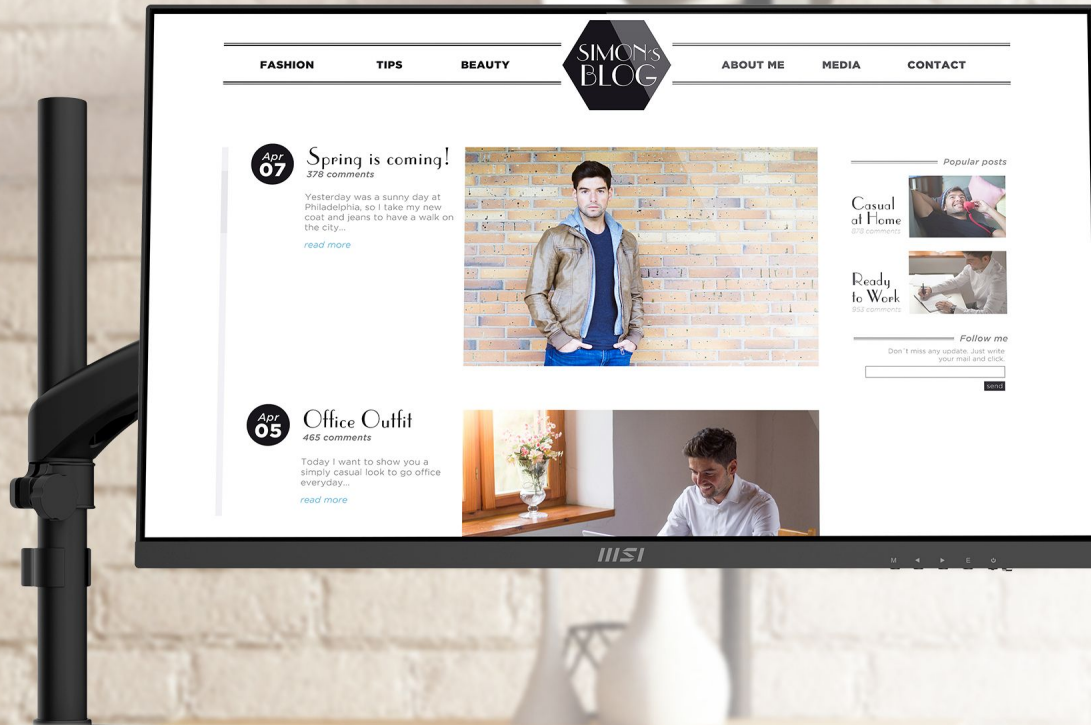 FASHION
TIPS
BEAUTY
SIMON's
BLOG
ABOUT ME
MEDIA
CONTACT
Apr
07
Spring is coming!
378 comments
Yesterday was a sunny day at
Philadelphia, so I take my new
coat and jeans to have a walk on
the city...
read more
Popular posts
Casual
at Home
878 comments
Ready
to Work
958 comments
Follow me
Don´t miss any update. Just write
your mail and click.
send
Apr
05
Office Outfit
465 comments
Today I want to show you a
simply casual look to go office
everyday...
read more
msi
M
E